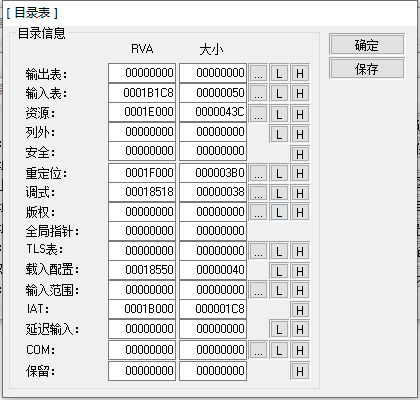 [ 目录表 ]
目录信息
RVA 大小
确定
保存
输出表: 00000000 00000000 ... L H
输入表: 0001B1C8 00000050 ... L H
资源: 0001E000 0000043C ... L H
列外: 00000000 00000000 L H
安全: 00000000 00000000 H
重定位: 0001F000 000003B0 ... L H
调式: 00018518 00000038 ... L H
版权: 00000000 00000000 ... L H
全局指针: 00000000 00000000
TLS表: 00000000 00000000 ... L H
载入配置: 00018550 00000040 L H
输入范围: 00000000 00000000 ... L H
IAT: 0001B000 000001C8 H
延迟输入: 00000000 00000000 L H
COM: 00000000 00000000 ... L H
保留: 00000000 00000000 H